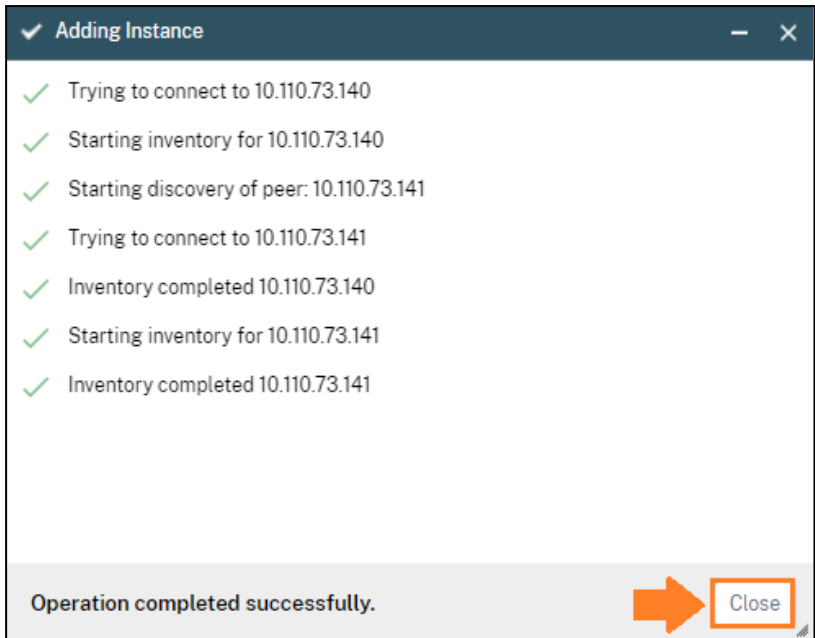 Adding Instance
Trying to connect to 10.110.73.140
Starting inventory for 10.110.73.140
Starting discovery of peer: 10.110.73.141
Trying to connect to 10.110.73.141
Inventory completed 10.110.73.140
Starting inventory for 10.110.73.141
Inventory completed 10.110.73.141
Operation completed successfully.
Close